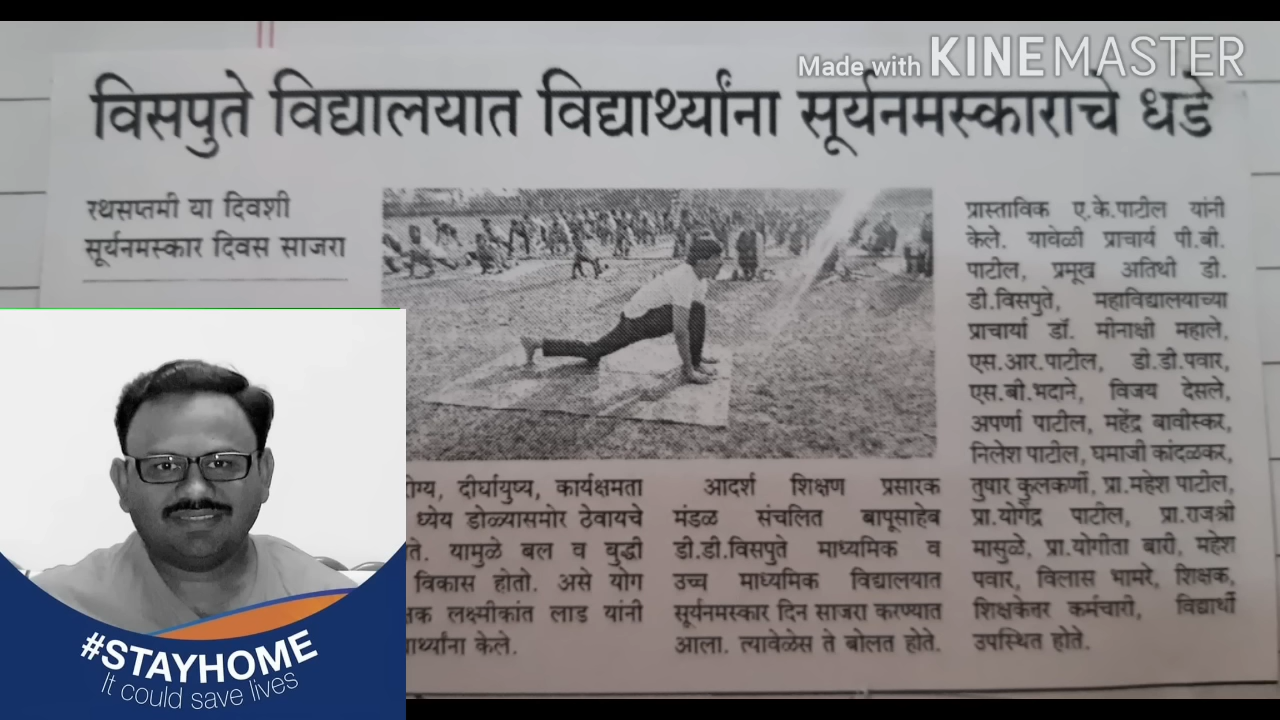 Made with KINEMASTER
विसपुते विद्यालयात विद्यार्थ्यांना सूर्यनमस्काराचे धडे
रथसप्तमी या दिवशी
सूर्यनमस्कार दिवस साजरा
दीर्घायुष्य, कार्यक्षमता
ध्येय डोळ्यासमोर ठेवायचे
यामुळे बल व बुद्धी
विकास होतो. असे योग
लक्ष्मीकांत लाड यांनी
केले.
आदर्श शिक्षण प्रसारक
मंडळ संचलित बापूसाहेब
डी.डी.विसपुते माध्यमिक व
उच्च माध्यमिक विद्यालयात
सूर्यनमस्कार दिन साजरा करण्यात
आला. त्यावेळेस ते बोलत होते.
प्रास्ताविक ए.के.पाटील यांनी
केले. यावेळी प्राचार्य पी.बी.
पाटील, प्रमुख अतिथी डी.
डी.विसपुते, महाविद्यालयाच्या
प्राचार्या डॉ. मीनाक्षी महाले,
एस.आर.पाटील, डी.डी.पवार,
एस.बी.भदाने, विजय देसले,
अपर्णा पाटील, महेंद्र बावीस्कर,
निलेश पाटील, घमाजी कांदळकर,
तुषार कुलकर्णी, प्रा.महेश पाटील,
प्रा.योगेंद्र पाटील, प्रा.राजश्री
मासुळे, प्रा.योगीता बारी, महेश
पवार, विलास भामरे, शिक्षक,
शिक्षकेतर कर्मचारी, विद्यार्थी
उपस्थित होते.
#STAYHOME
It could save lives